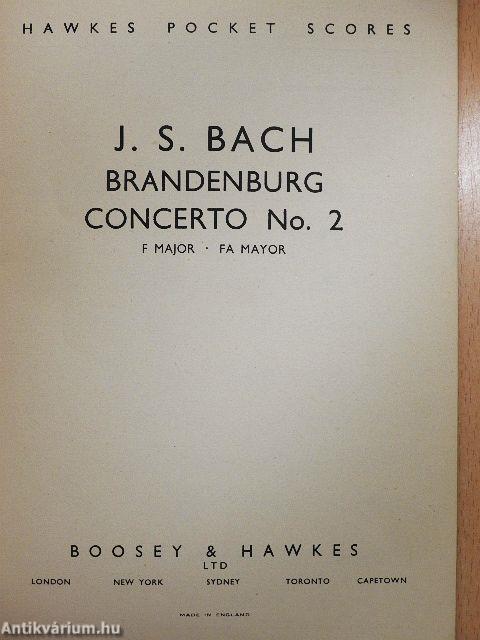 HAWKES POCKET SCORES
J. S. BACH
BRANDENBURG
CONCERTO No. 2
F MAJOR · FA MAYOR
BOOSEY & HAWKES
LTD
LONDON NEW YORK SYDNEY TORONTO CAPETOWN
MADE IN ENGLAND
Antikvárium.hu